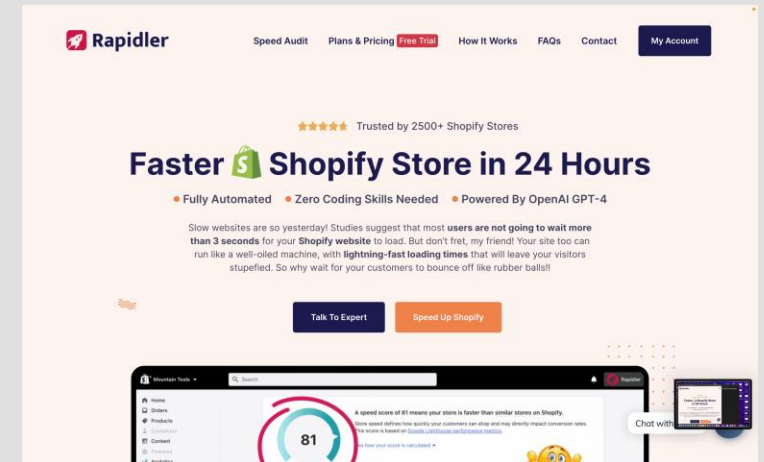 Rapidler
Speed Audit
Plans & Pricing Free Trial
How It Works
FAQs
Contact
My Account
Trusted by 2500+ Shopify Stores
Faster Shopify Store in 24 Hours
Fully Automated
Zero Coding Skills Needed
Powered By OpenAI GPT-4
Slow websites are so yesterday! Studies suggest that most users are not going to wait more
than 3 seconds for your Shopify website to load. But don't fret, my friend! Your site too can
run like a well-oiled machine, with lightning-fast loading times that will leave your visitors
stupefied. So why wait for your customers to bounce off like rubber balls!!
Talk To Expert
Speed Up Shopify
Mountain Tools
Search
Rapidler
Home
Orders
Products
Customers
Content
Finances
Analytics
81
A speed score of 81 means your store is faster than similar stores on Shopify.
Store speed defines how quickly your customers can shop and may directly impact conversion rates.
This score is based on Google Lighthouse performance metrics.
See how your score is calculated
Chat with